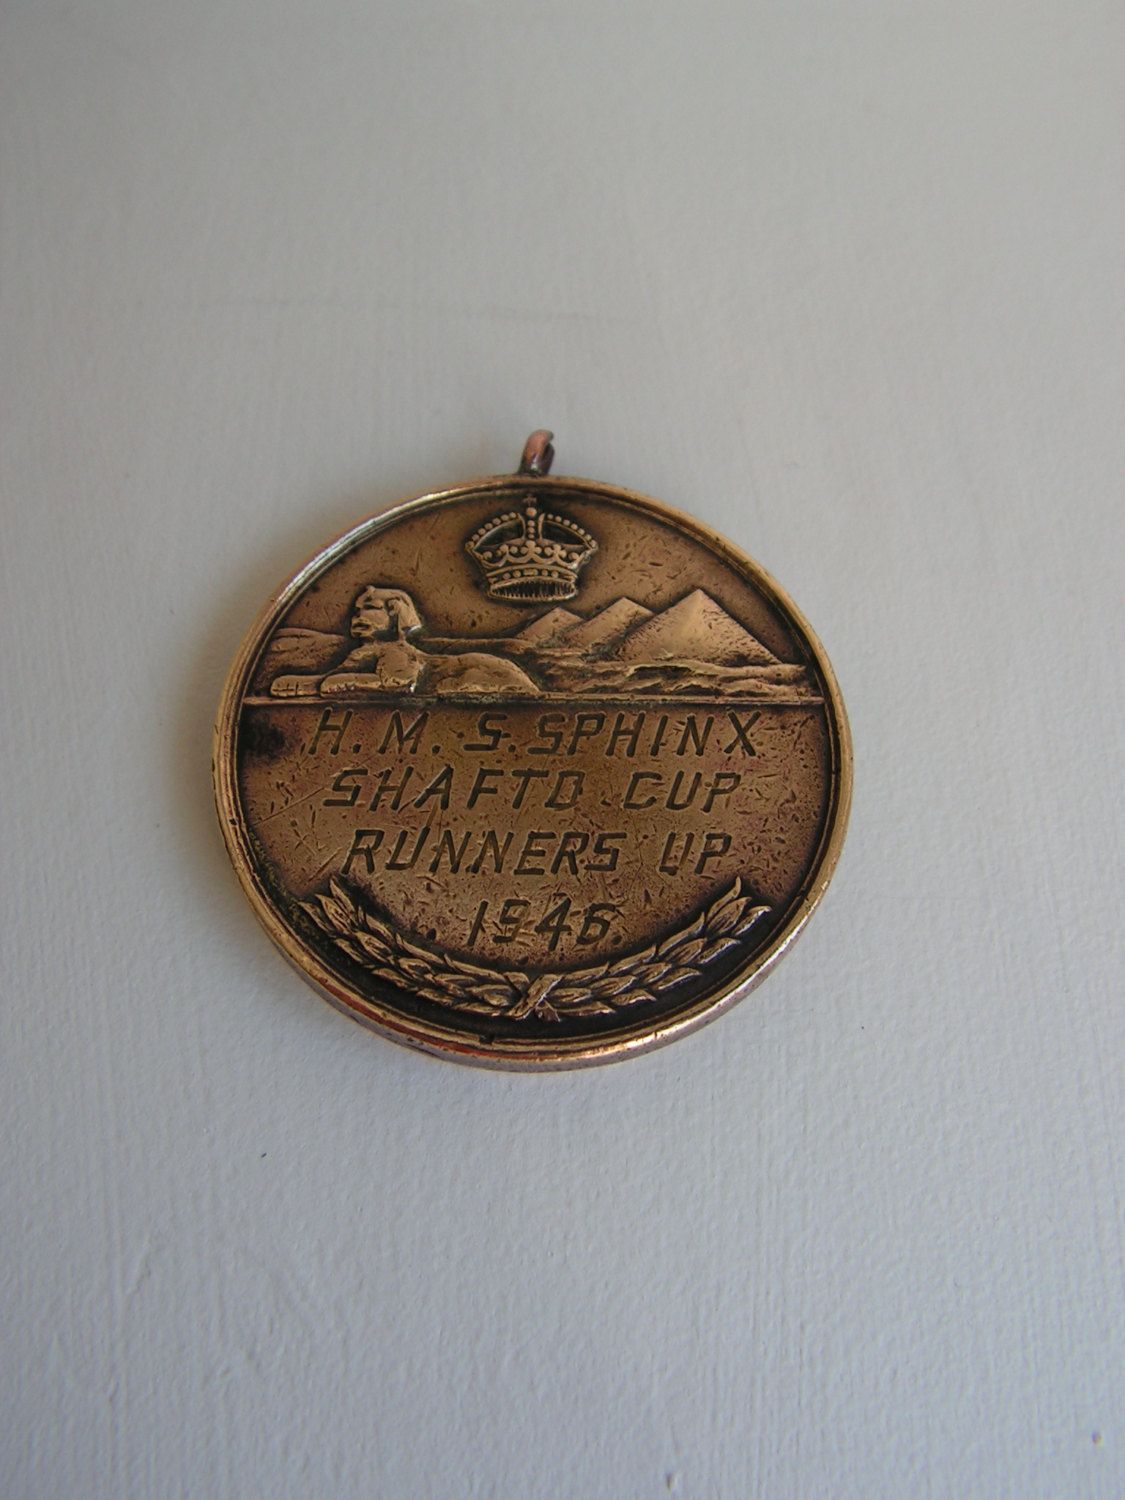 H.M.S. SPHINX
SHAFTO CUP
RUNNERS UP
1946.